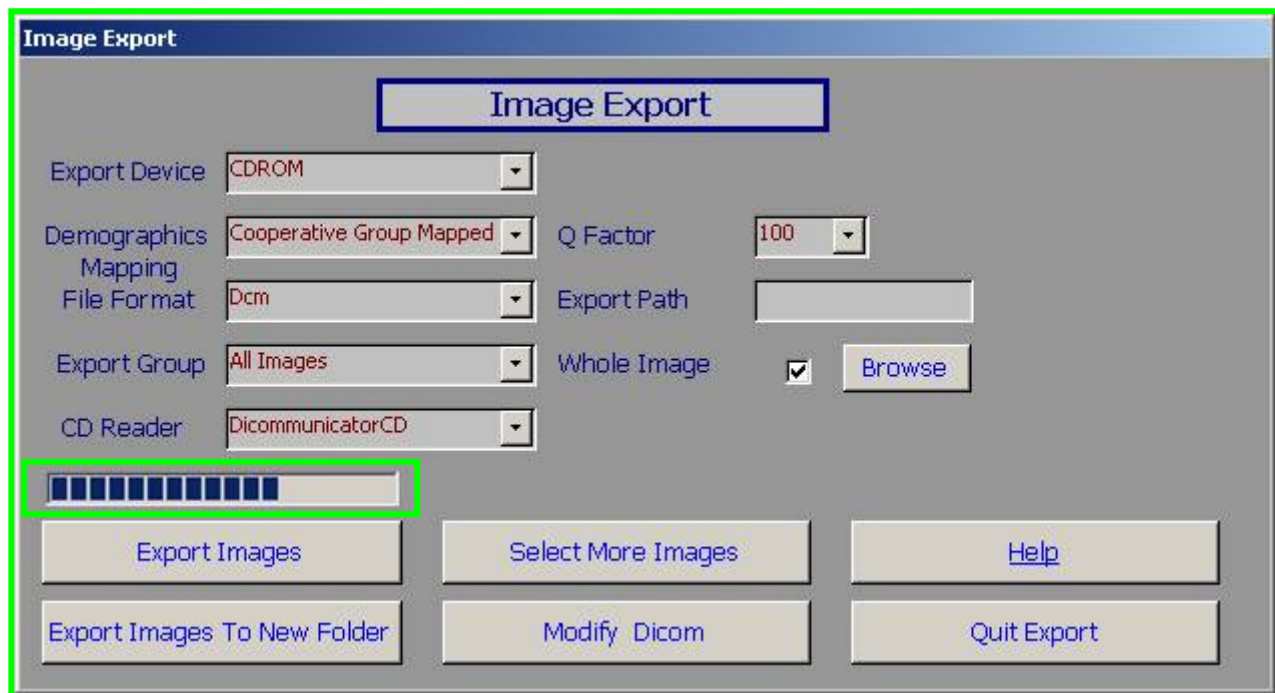 Image Export
Image Export
Export Device CDROM
Demographics Mapping Cooperative Group Mapped Q Factor 100
File Format Dcm Export Path
Export Group All Images Whole Image Browse
CD Reader DicommunicatorCD
Export Images Select More Images Help
Export Images To New Folder Modify Dicom Quit Export